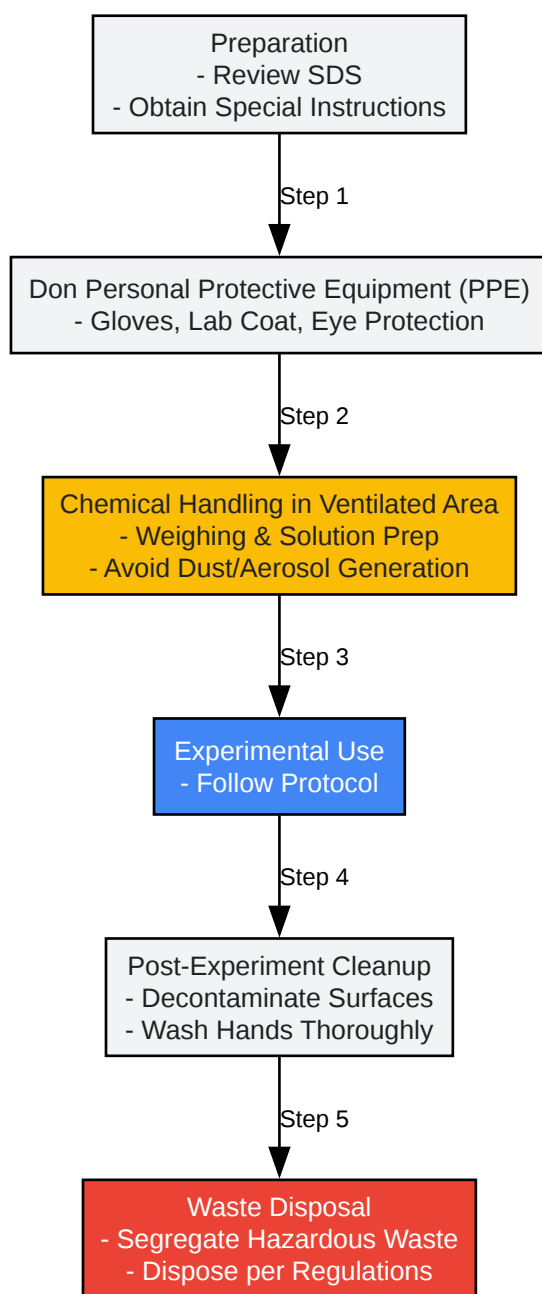 Preparation
- Review SDS
- Obtain Special Instructions
Step 1
Don Personal Protective Equipment (PPE)
- Gloves, Lab Coat, Eye Protection
Step 2
Chemical Handling in Ventilated Area
- Weighing & Solution Prep
- Avoid Dust/Aerosol Generation
Step 3
Experimental Use
- Follow Protocol
Step 4
Post-Experiment Cleanup
- Decontaminate Surfaces
- Wash Hands Thoroughly
Step 5
Waste Disposal
- Segregate Hazardous Waste
- Dispose per Regulations